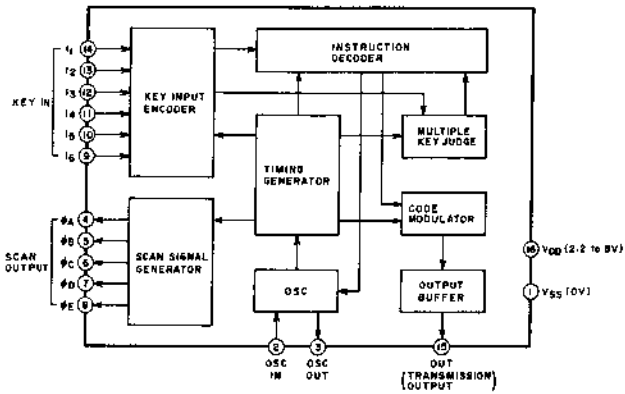 INSTRUCTION
DECODER
KEY IN
I1 14
I2 13
I3 12
I4 11
I5 10
I6 9
KEY INPUT
ENCODER
MULTIPLE
KEY JUDGE
TIMING
GENERATOR
CODE
MODULATOR
SCAN
OUTPUT
φA 4
φB 5
φC 6
φD 7
φE 8
SCAN SIGNAL
GENERATOR
OSC
OUTPUT
BUFFER
16 VDD (2.2 to 5V)
1 VSS (0V)
2
OSC
IN
3
OSC
OUT
15
OUT
(TRANSMISSION
OUTPUT)